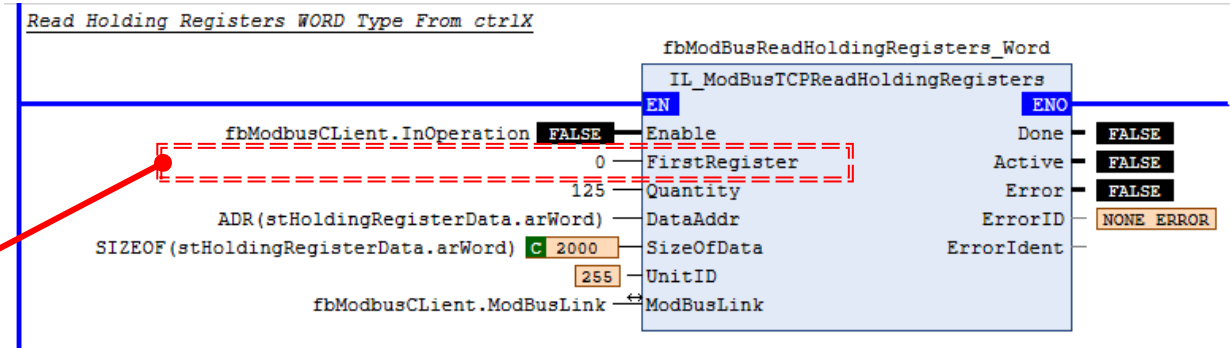 Read Holding Registers WORD Type From ctrlX
fbModBusReadHoldingRegisters_Word
IL_ModBusTCPReadHoldingRegisters
EN ENO
fbModbusCLient.InOperation FALSE Enable Done FALSE
0 FirstRegister Active FALSE
125 Quantity Error FALSE
ADR(stHoldingRegisterData.arWord) DataAddr ErrorID NONE ERROR
SIZEOF(stHoldingRegisterData.arWord) C 2000 SizeOfData ErrorIdent
255 UnitID
fbModbusCLient.ModBusLink ModBusLink